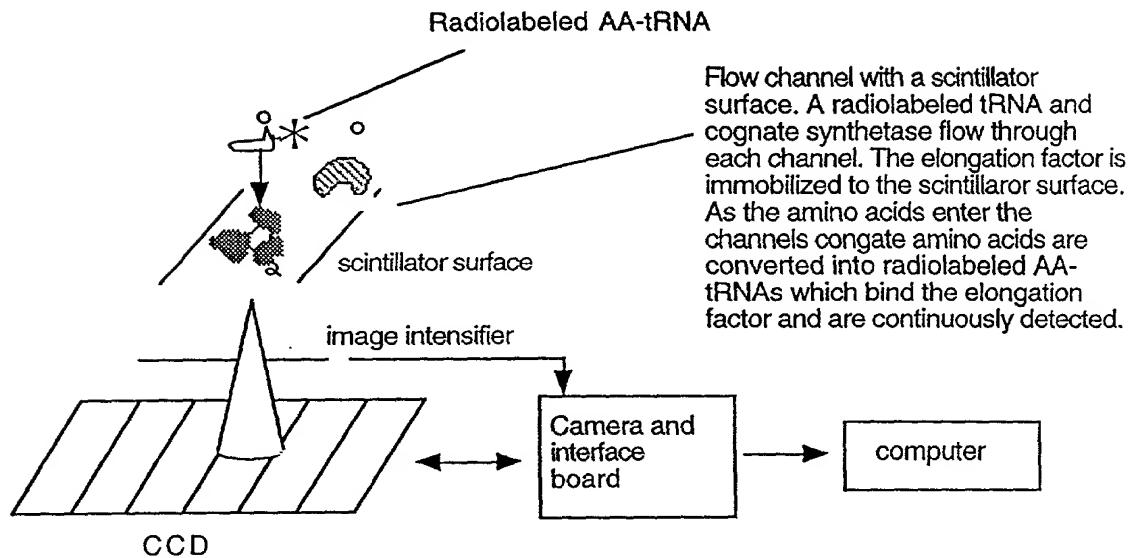 Radiolabeled AA-tRNA
Flow channel with a scintillator
surface. A radiolabeled tRNA and
cognate synthetase flow through
each channel. The elongation factor is
immobilized to the scintillaror surface.
As the amino acids enter the
channels congate amino acids are
converted into radiolabeled AA-
tRNAs which bind the elongation
factor and are continuously detected.
scintillator surface
image intensifier
Camera and
interface
board
computer
CCD